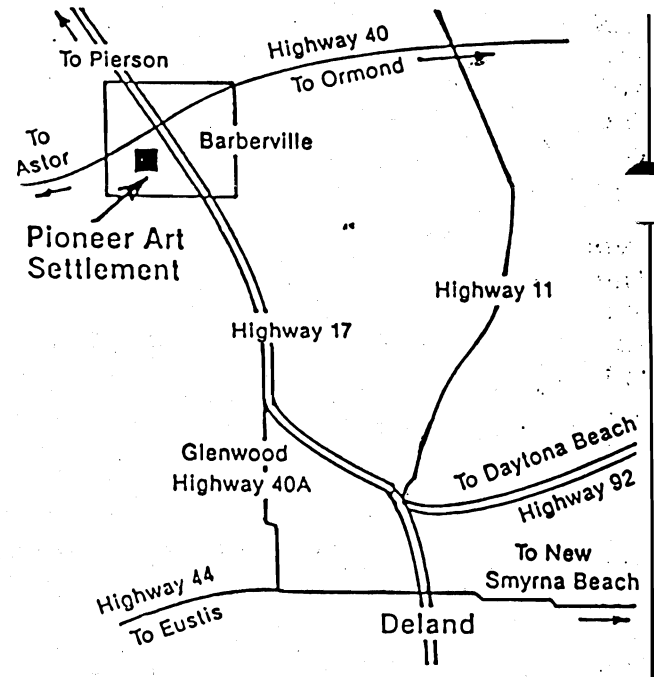 To Pierson
Highway 40
To Ormond
To
Astor
Barberville
Pioneer Art
Settlement
Highway 11
Highway 17
Glenwood
Highway 40A
To Daytona Beach
Highway 92
To New
Smyrna Beach
Highway 44
To Eustis
Deland